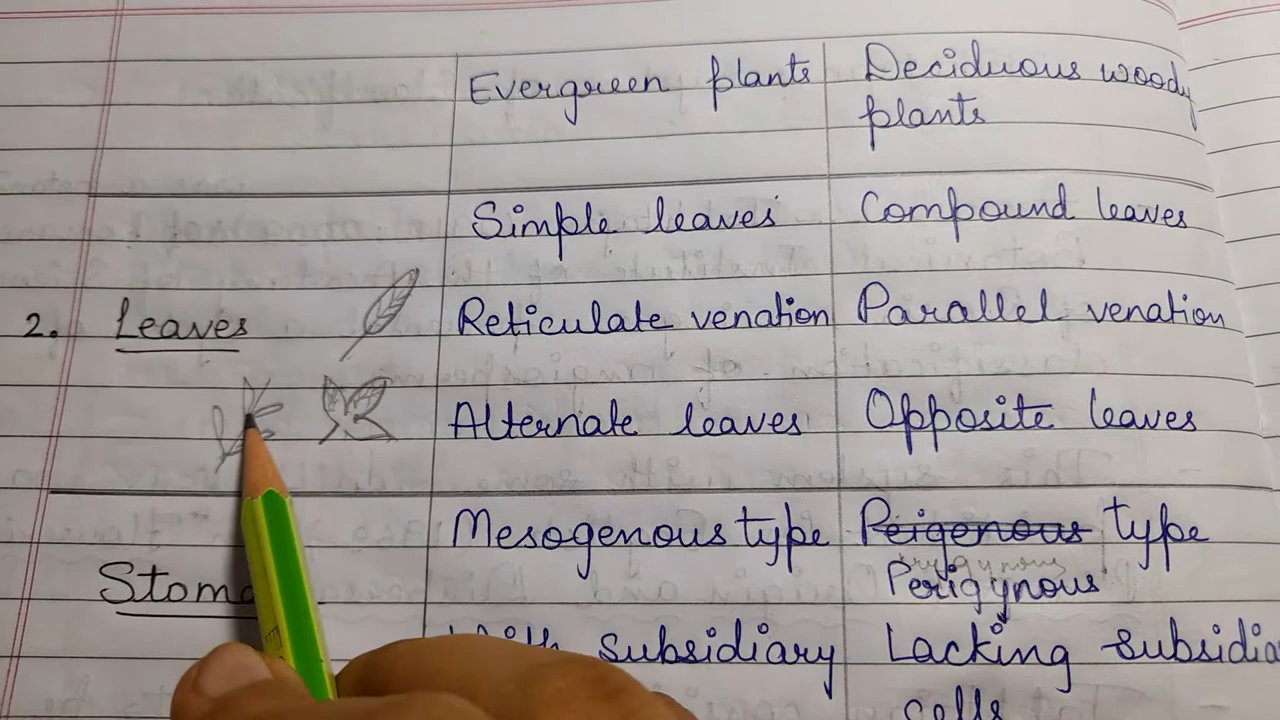 Evergreen plants Deciduous woody
plants
Simple leaves Compound leaves
2. Leaves Reticulate venation Parallel venation
Alternate leaves Opposite leaves
Mesogenous type Peigenous type
Perigynous
Stoma
subsidiary Lacking subsidia
cells